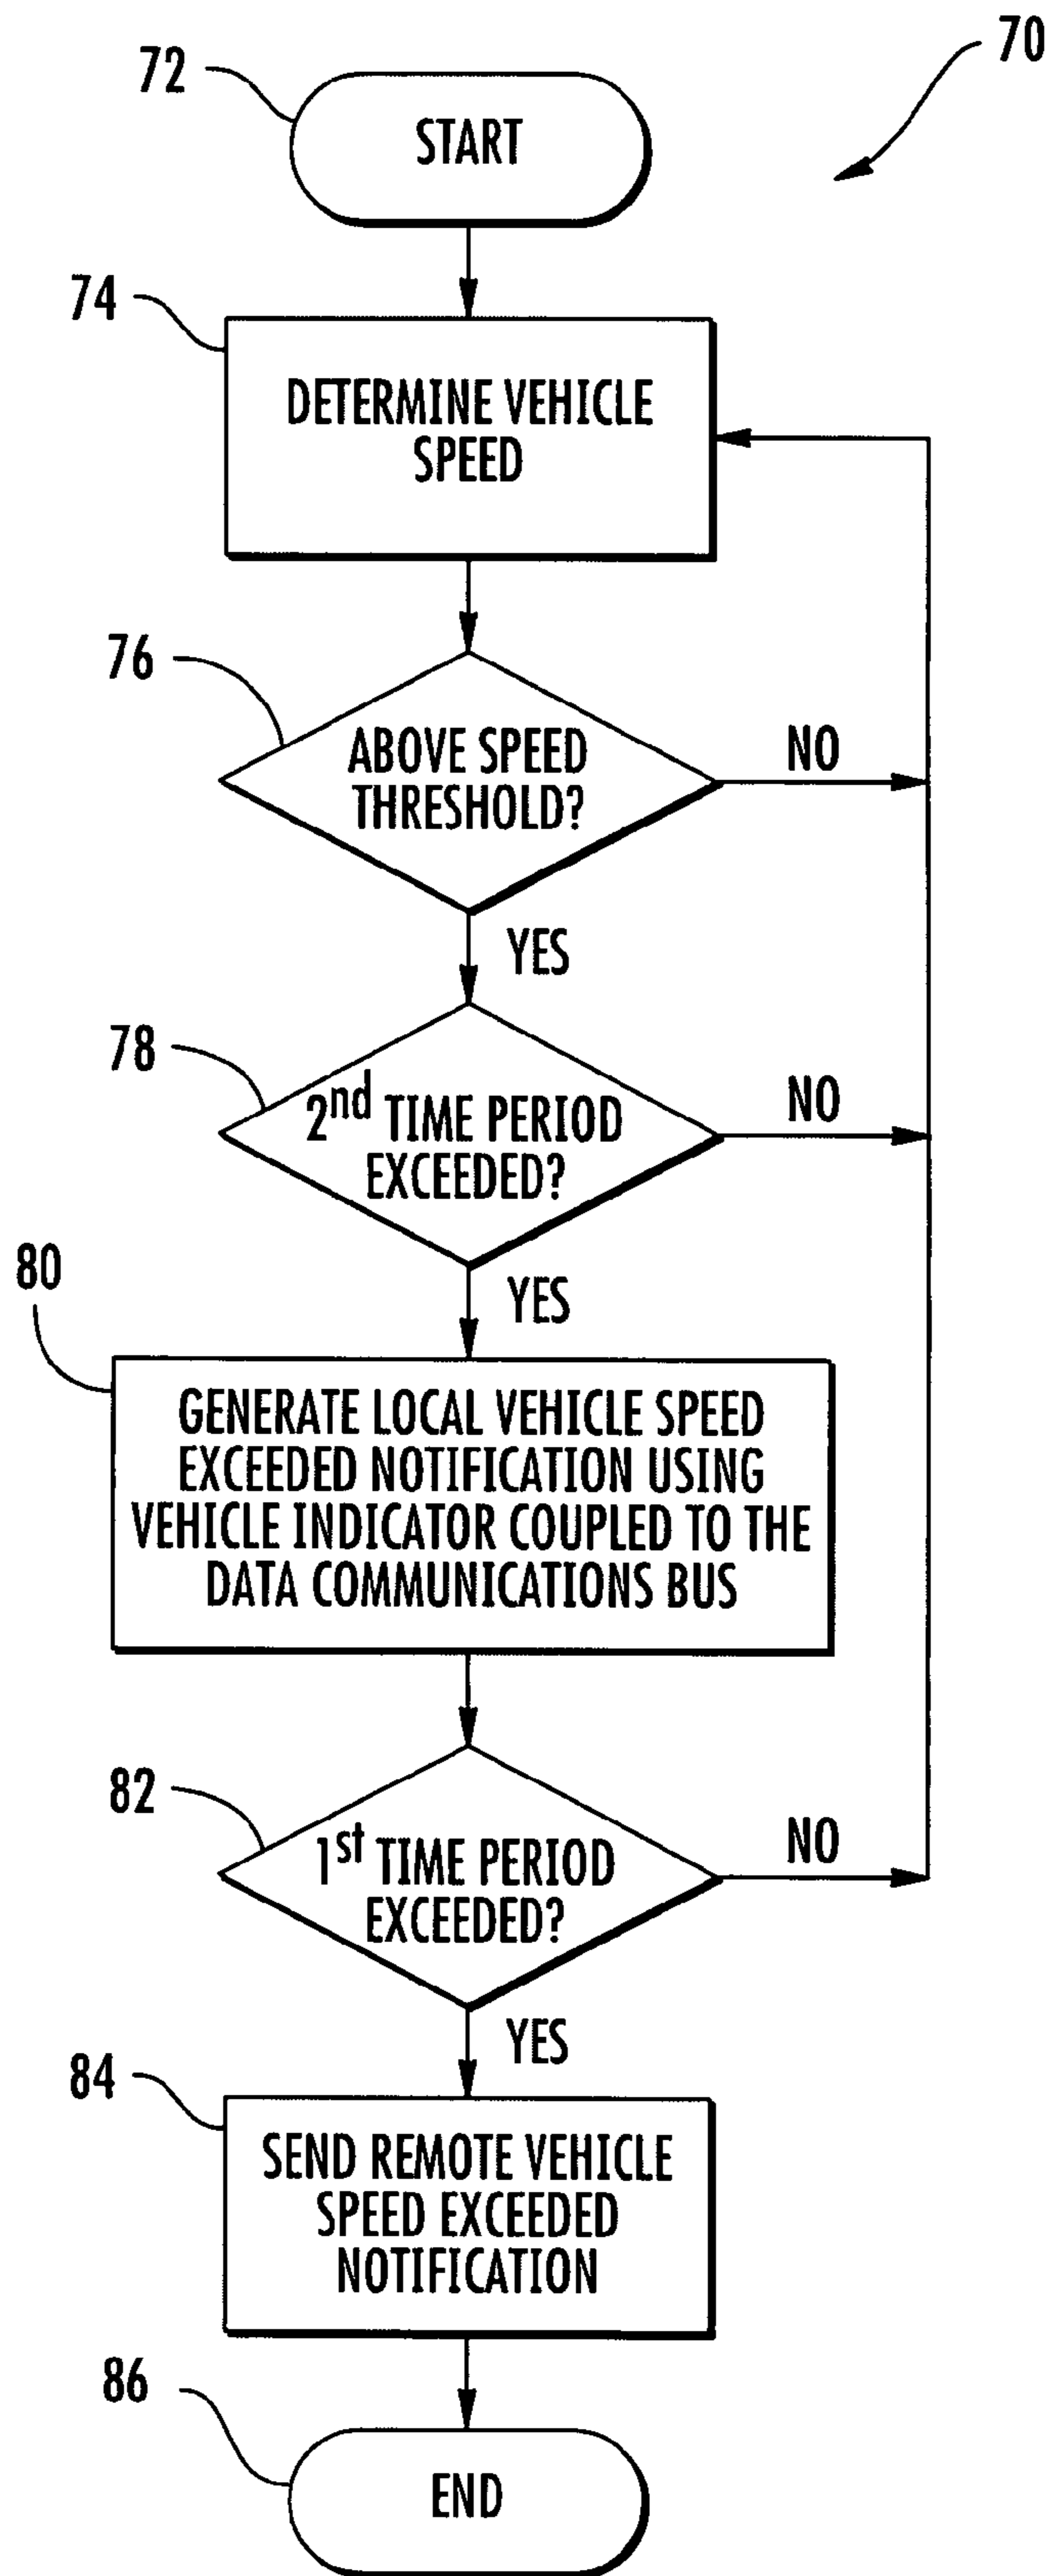 70
72
START
74
DETERMINE VEHICLE
SPEED
76
ABOVE SPEED
THRESHOLD?
NO
YES
78
2nd TIME PERIOD
EXCEEDED?
NO
YES
80
GENERATE LOCAL VEHICLE SPEED
EXCEEDED NOTIFICATION USING
VEHICLE INDICATOR COUPLED TO THE
DATA COMMUNICATIONS BUS
82
1st TIME PERIOD
EXCEEDED?
NO
YES
84
SEND REMOTE VEHICLE
SPEED EXCEEDED
NOTIFICATION
86
END